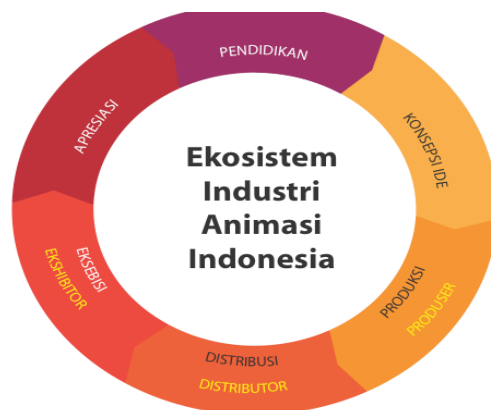 PENDIDIKAN
KONSEPSI IDE
PRODUKSI
PRODUSER
DISTRIBUSI
DISTRIBUTOR
EKSEBISI
EKSHIBITOR
APRESIASI
Ekosistem
Industri
Animasi
Indonesia